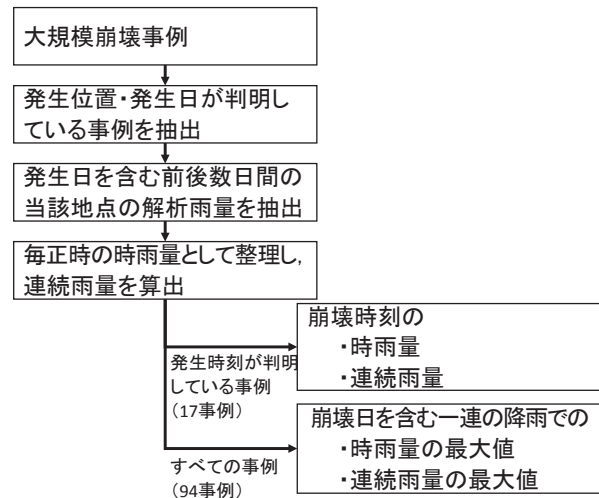 大規模崩壊事例
発生位置・発生日が判明し
ている事例を抽出
発生日を含む前後数日間の
当該地点の解析雨量を抽出
毎正時の時雨量として整理し,
連続雨量を算出
発生時刻が判明
している事例
(17事例)
崩壊時刻の
・時雨量
・連続雨量
すべての事例
(94事例)
崩壊日を含む一連の降雨での
・時雨量の最大値
・連続雨量の最大値